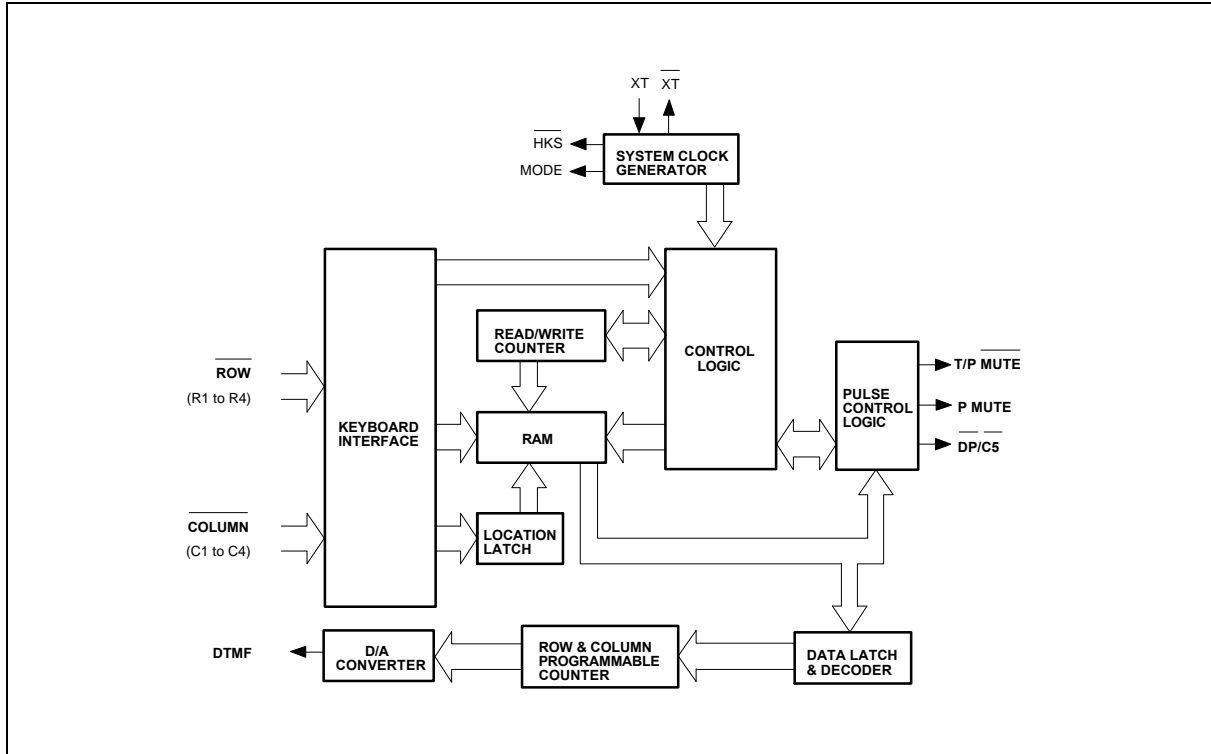 XT XT
HKS
MODE
SYSTEM CLOCK
GENERATOR
READ/WRITE
COUNTER
CONTROL
LOGIC
ROW
(R1 to R4)
KEYBOARD
INTERFACE
RAM
PULSE
CONTROL
LOGIC
T/P MUTE
P MUTE
DP/C5
COLUMN
(C1 to C4)
LOCATION
LATCH
DTMF
D/A
CONVERTER
ROW & COLUMN
PROGRAMMABLE
COUNTER
DATA LATCH
& DECODER